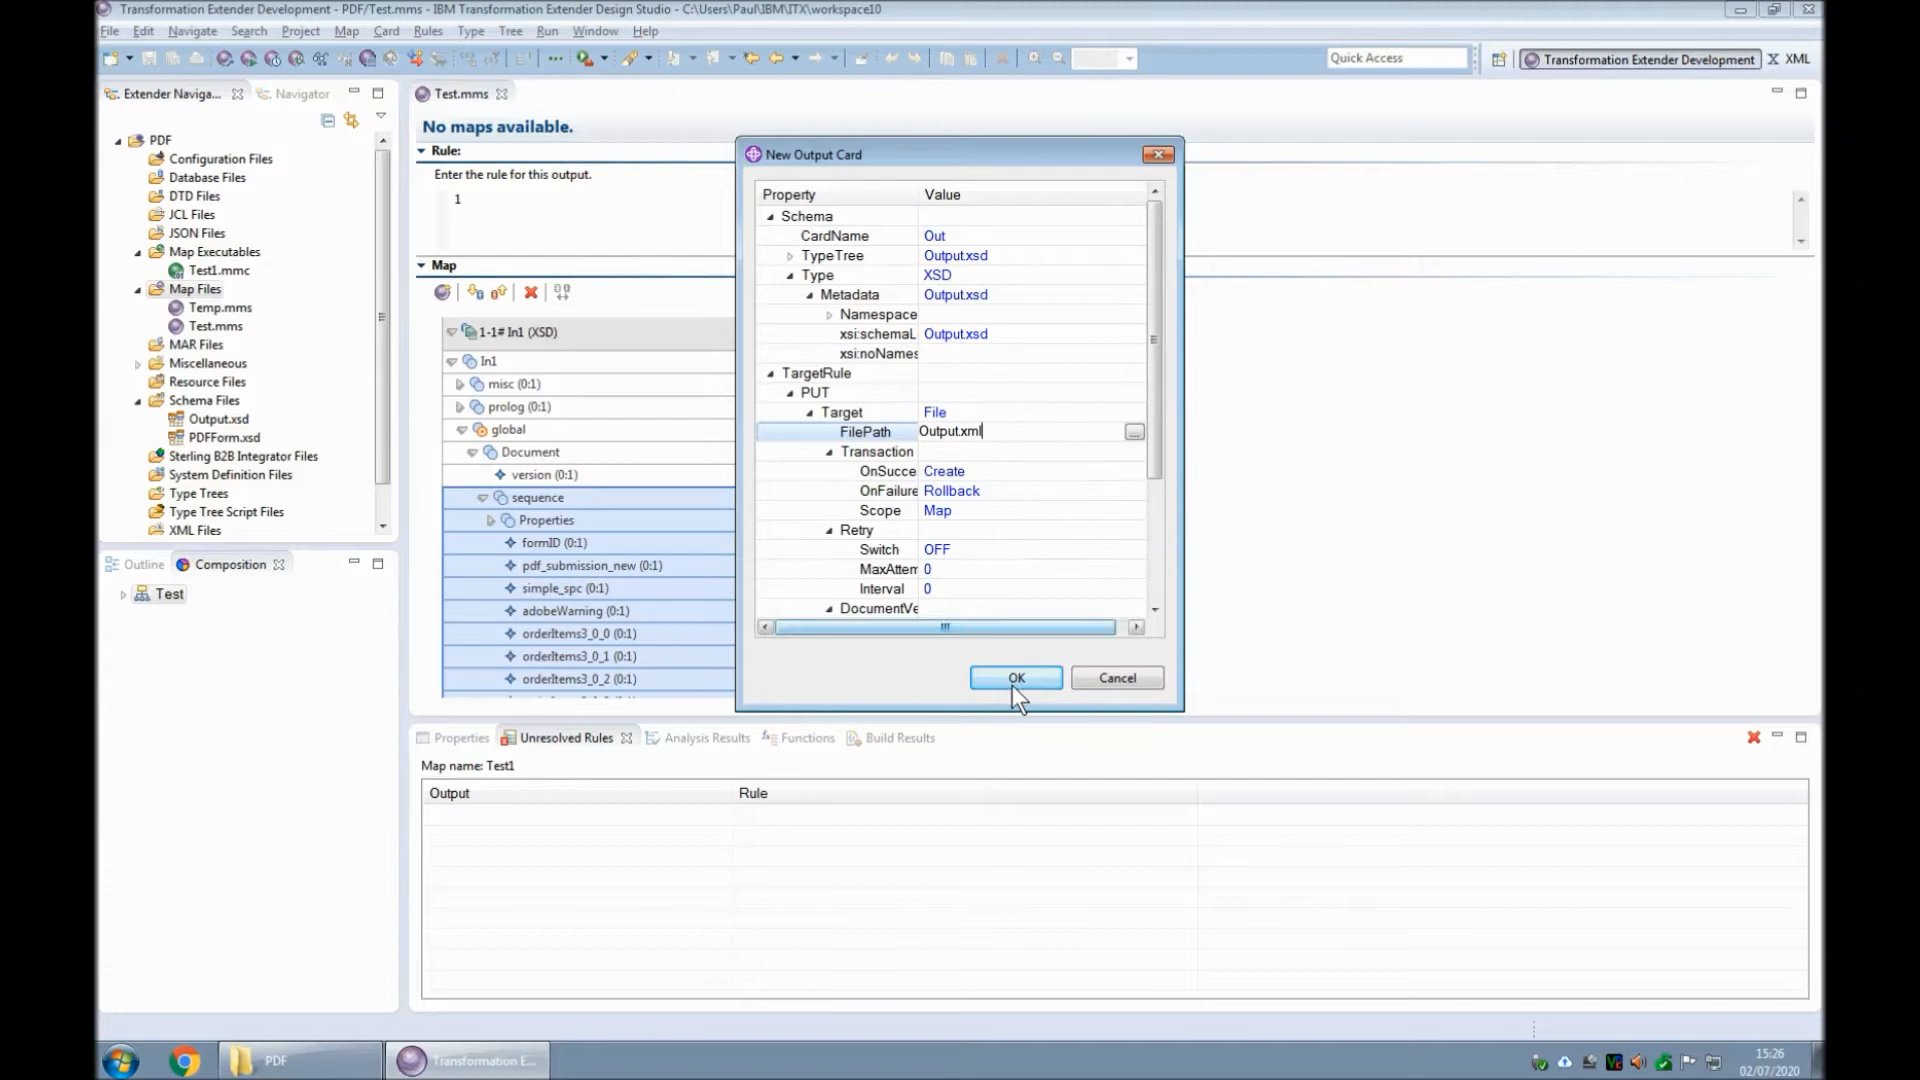 Transformation Extender Development - PDF/Test.mms - IBM Transformation Extender Design Studio - C:\Users\Paul\IBM\ITX\workspace10
File Edit Navigate Search Project Map Card Rules Type Tree Run Window Help
Quick Access
Transformation Extender Development
XML
Extender Naviga...
Navigator
PDF
Configuration Files
Database Files
DTD Files
JCL Files
JSON Files
Map Executables
Test1.mmc
Map Files
Temp.mms
Test.mms
MAR Files
Miscellaneous
Resource Files
Schema Files
Output.xsd
PDFForm.xsd
Sterling B2B Integrator Files
System Definition Files
Type Trees
Type Tree Script Files
XML Files
Outline
Composition
Test
Test.mms
No maps available.
Rule:
Enter the rule for this output.
1
Map
1-1# In1 (XSD)
In1
misc (0:1)
prolog (0:1)
global
Document
version (0:1)
sequence
Properties
formID (0:1)
pdf_submission_new (0:1)
simple_spc (0:1)
adobeWarning (0:1)
orderItems3_0_0 (0:1)
orderItems3_0_1 (0:1)
orderItems3_0_2 (0:1)
New Output Card
Property Value
Schema
CardName Out
TypeTree Output.xsd
Type XSD
Metadata Output.xsd
Namespace
xsi:schemaL Output.xsd
xsi:noNames
TargetRule
PUT
Target File
FilePath Output.xml ...
Transaction
OnSucce Create
OnFailure Rollback
Scope Map
Retry
Switch OFF
MaxAttem 0
Interval 0
DocumentVe
OK
Cancel
Properties
Unresolved Rules
Analysis Results
Functions
Build Results
Map name: Test1
Output Rule
PDF
Transformation E...
15:26
02/07/2020